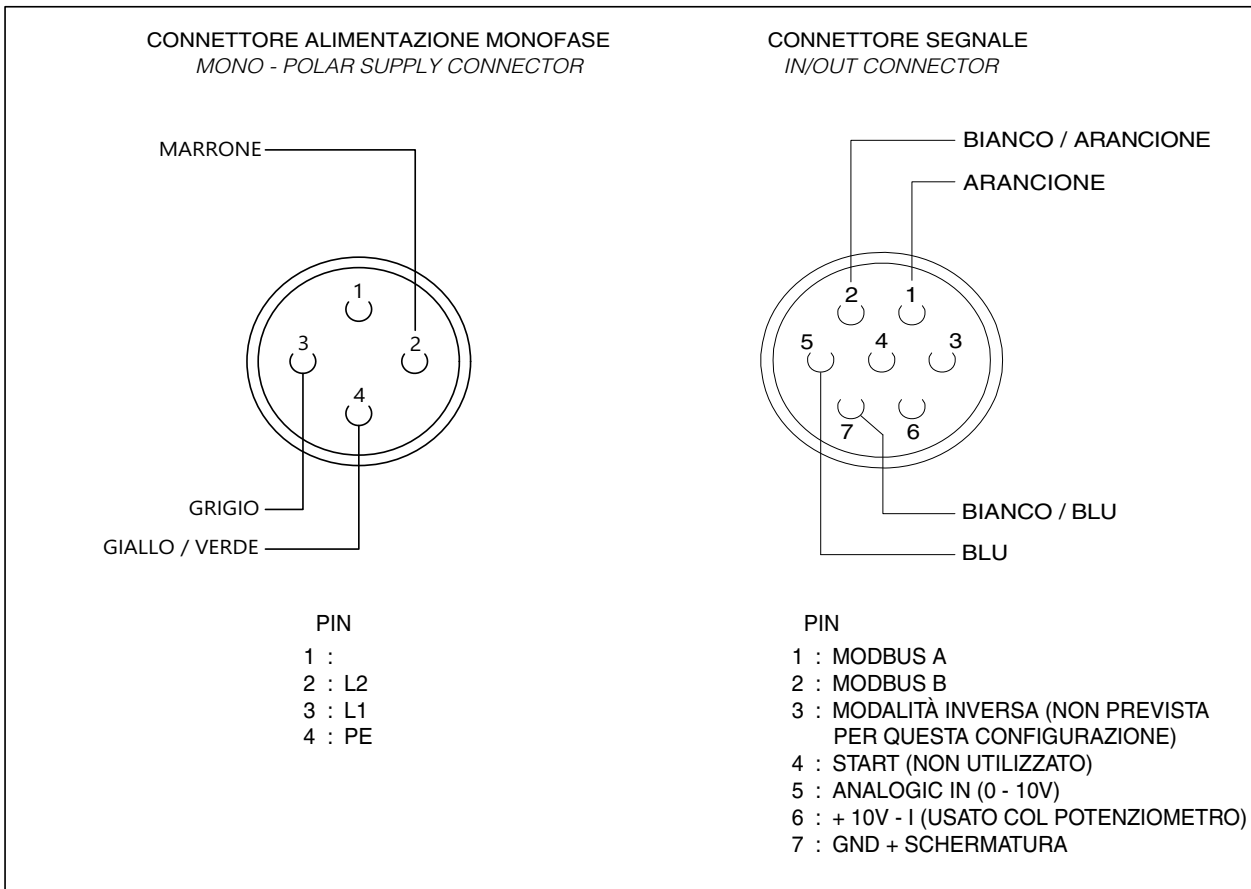 CONNETTORE ALIMENTAZIONE MONOFASE
MONO - POLAR SUPPLY CONNECTOR
MARRONE
1
3
2
4
GRIGIO
GIALLO / VERDE
PIN
1 :
2 : L2
3 : L1
4 : PE
CONNETTORE SEGNALE
IN/OUT CONNECTOR
BIANCO / ARANCIONE
ARANCIONE
2
1
5
4
3
7
6
BIANCO / BLU
BLU
PIN
1 : MODBUS A
2 : MODBUS B
3 : MODALITÀ INVERSA (NON PREVISTA
PER QUESTA CONFIGURAZIONE)
4 : START (NON UTILIZZATO)
5 : ANALOGIC IN (0 - 10V)
6 : + 10V - I (USATO COL POTENZIOMETRO)
7 : GND + SCHERMATURA